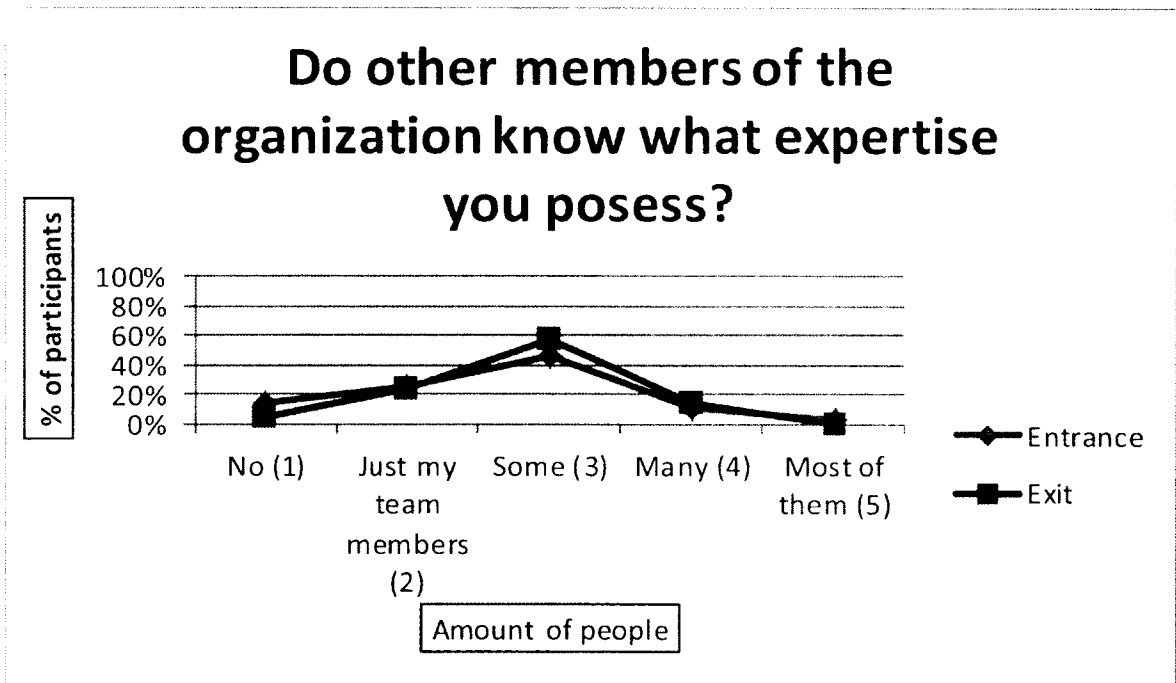 Do other members of the
organization know what expertise
you posess?
% of participants
100%
80%
60%
40%
20%
0%
No (1)
Just my
team
members
(2)
Some (3)
Many (4)
Most of
them (5)
Entrance
Exit
Amount of people